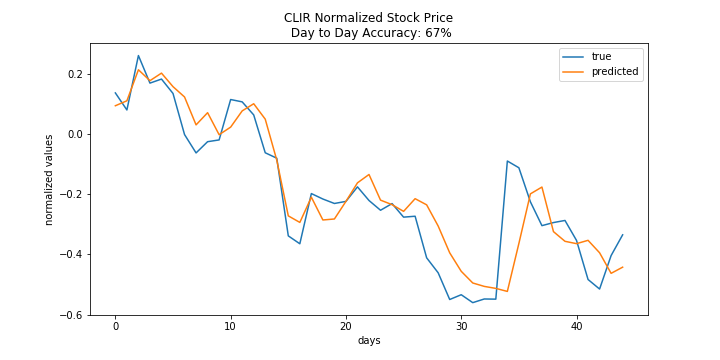 CLIR Normalized Stock Price
Day to Day Accuracy: 67%
true
predicted
normalized values
0.2
0.0
−0.2
−0.4
−0.6
0
10
20
30
40
days